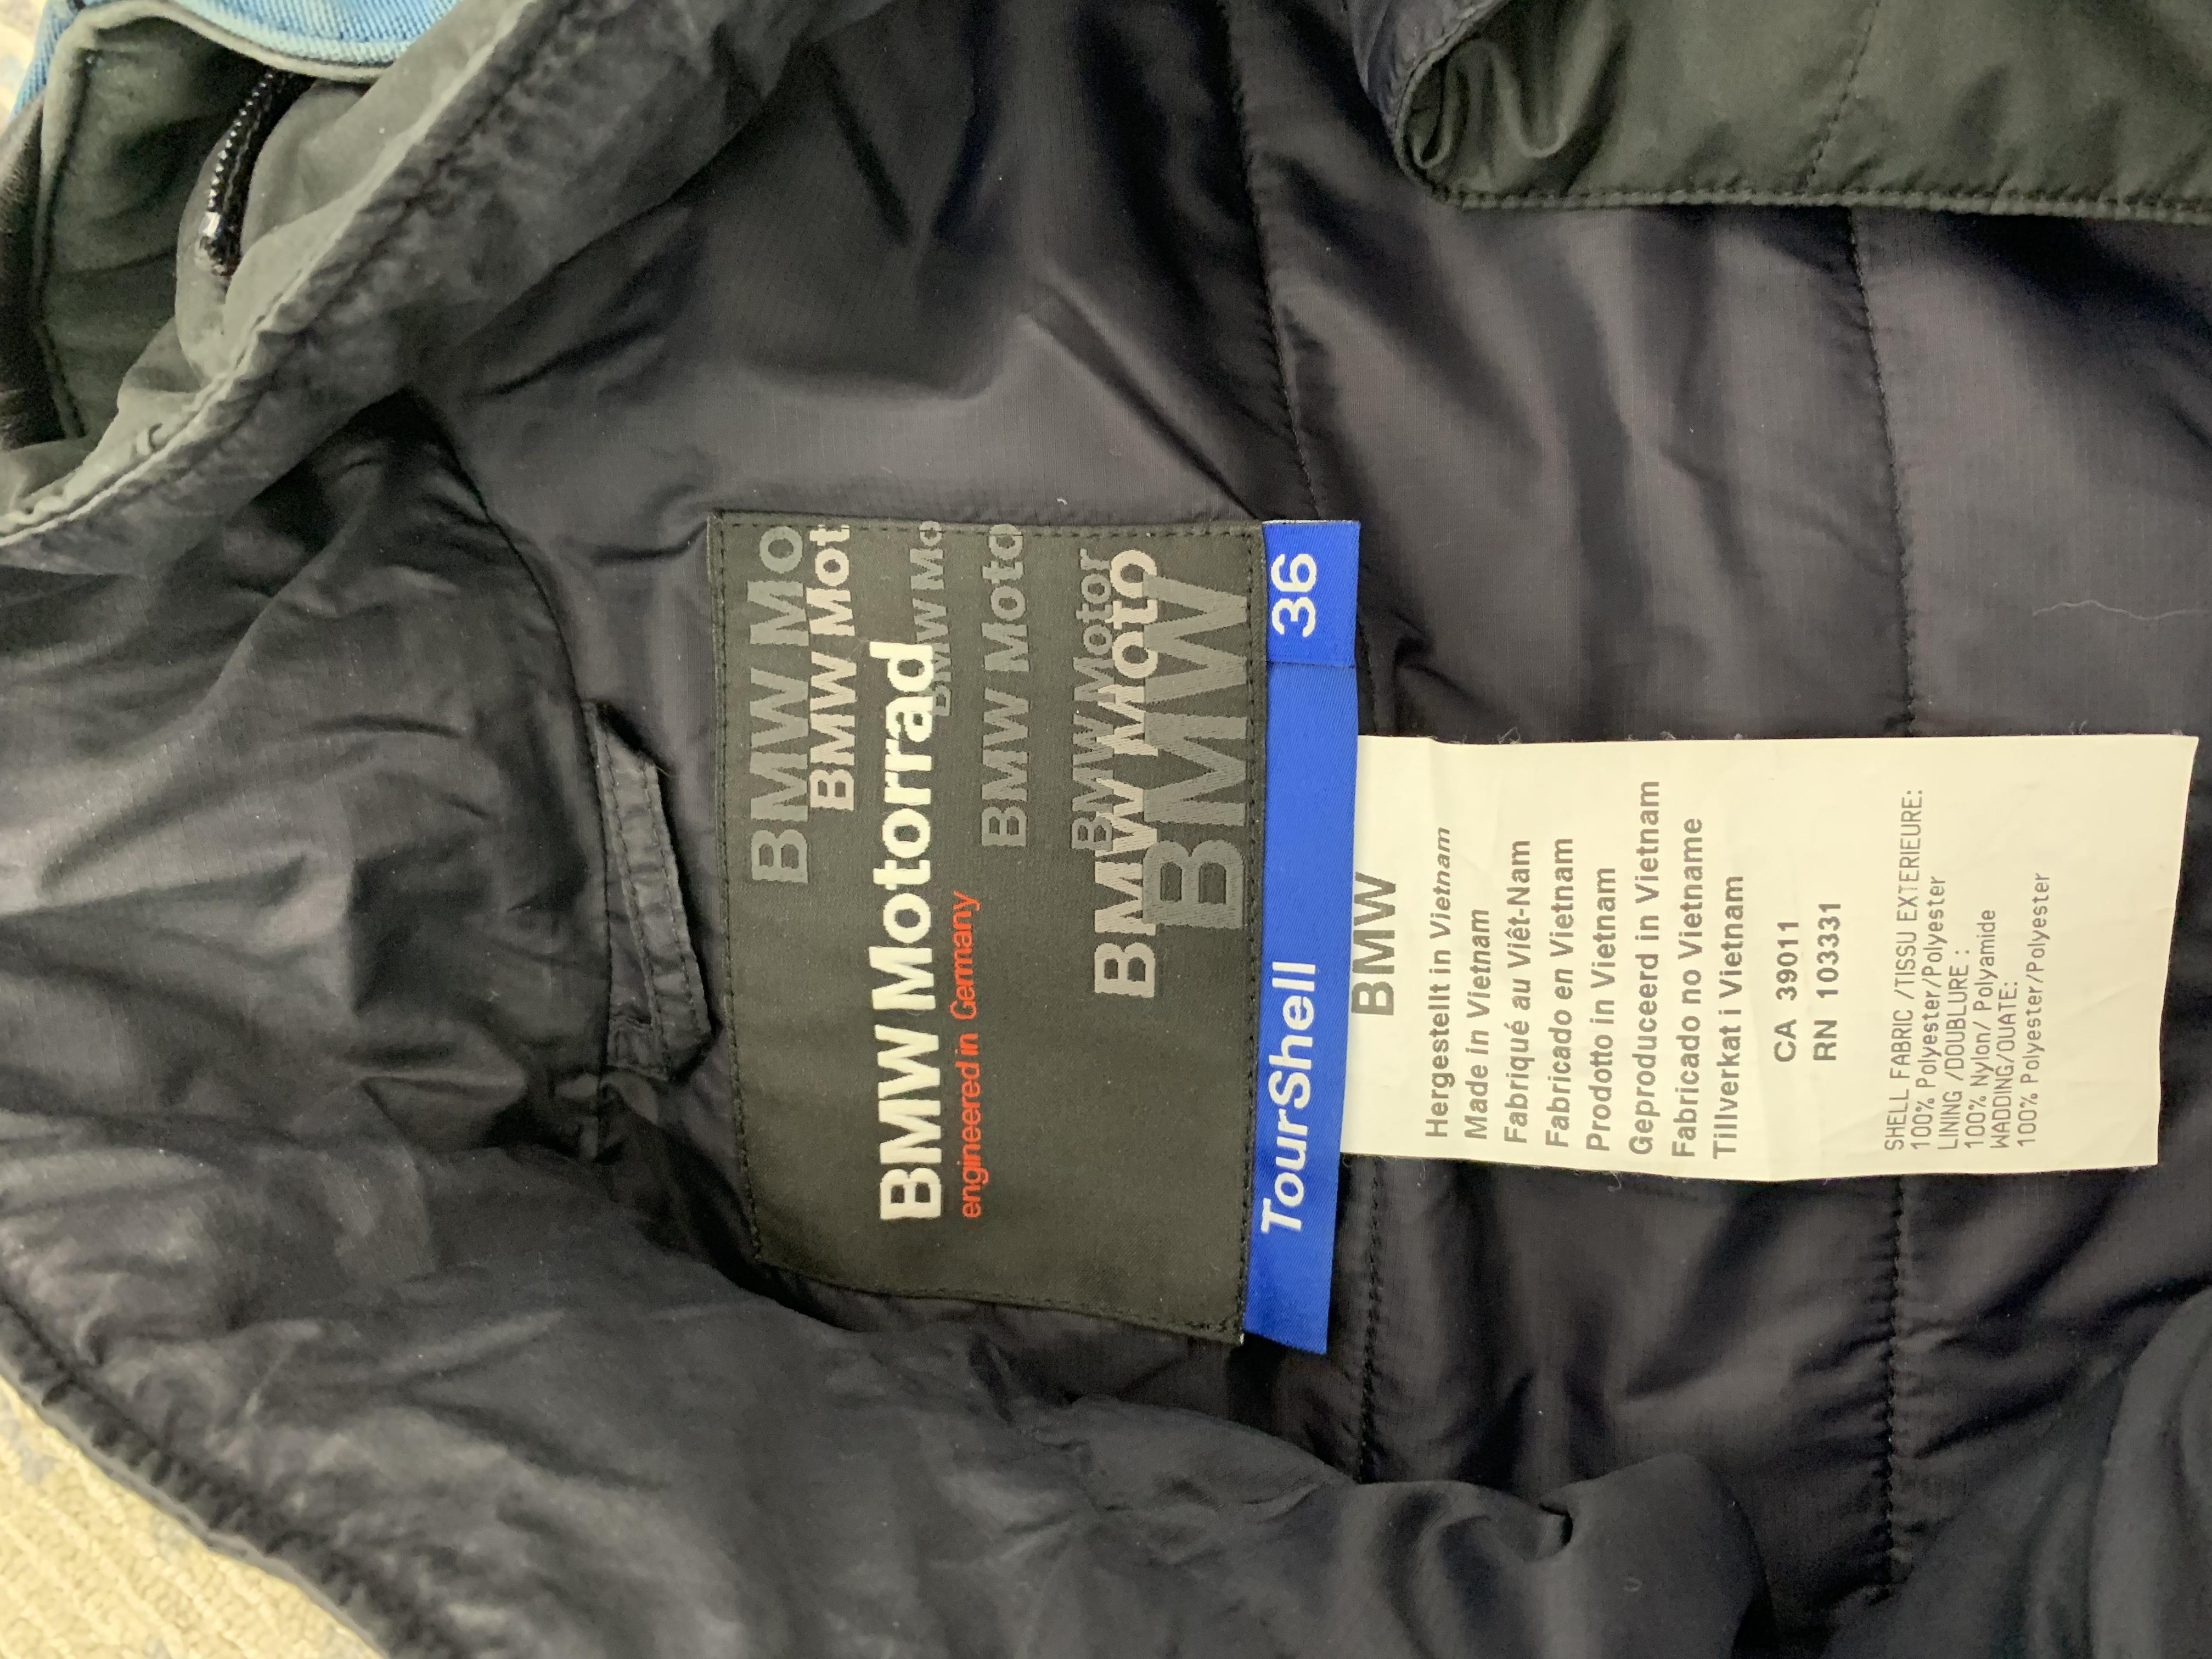 BMW Mo
BMW Mot
BMW Motorrad
BMW Mo
engineered in Germany
BMW Moto
BMW Motor
BMW Moto
BMW
TourShell 36
BMW
Hergestellt in Vietnam
Made in Vietnam
Fabriqué au Viêt-Nam
Fabricado en Vietnam
Prodotto in Vietnam
Geproduceerd in Vietnam
Fabricado no Vietname
Tillverkat i Vietnam
CA 39011
RN 103331
SHELL FABRIC /TISSU EXTERIEURE:
100% Polyester/Polyester
LINING /DOUBLURE :
100% Nylon/ Polyamide
WADDING/OUATE:
100% Polyester/Polyester